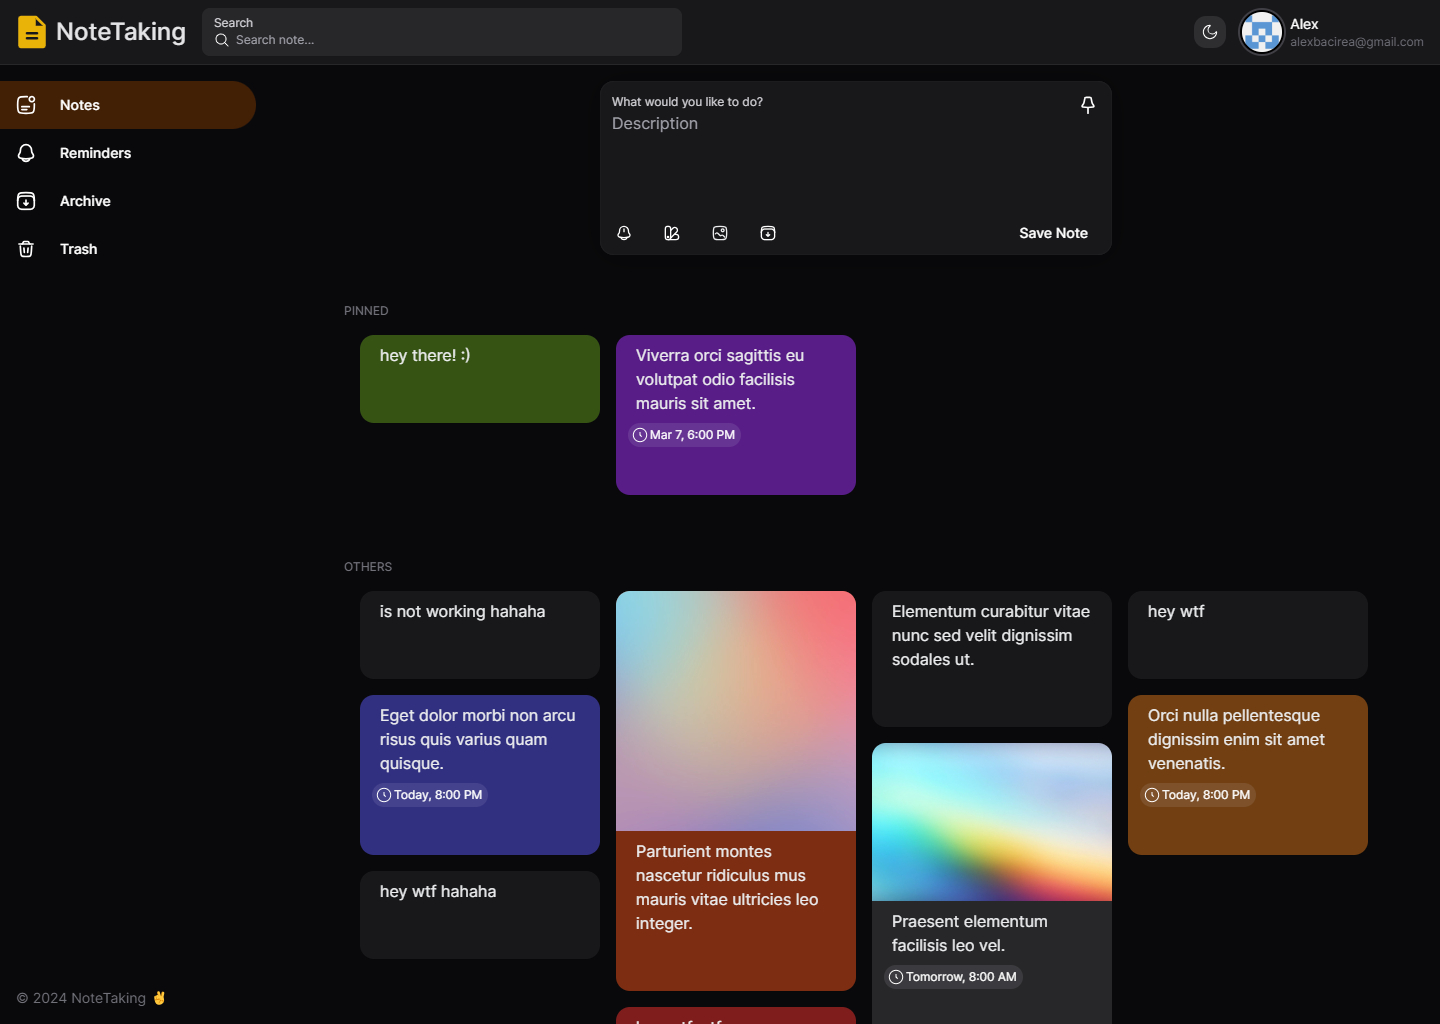 NoteTaking
Search
Search note...
Alex
alexbacirea@gmail.com
Notes
Reminders
Archive
Trash
What would you like to do?
Description
Save Note
PINNED
hey there! :)
Viverra orci sagittis eu
volutpat odio facilisis
mauris sit amet.
Mar 7, 6:00 PM
OTHERS
is not working hahaha
Eget dolor morbi non arcu
risus quis varius quam
quisque.
Today, 8:00 PM
hey wtf hahaha
Parturient montes
nascetur ridiculus mus
mauris vitae ultricies leo
integer.
Elementum curabitur vitae
nunc sed velit dignissim
sodales ut.
Praesent elementum
facilisis leo vel.
Tomorrow, 8:00 AM
hey wtf
Orci nulla pellentesque
dignissim enim sit amet
venenatis.
Today, 8:00 PM
© 2024 NoteTaking ✌️